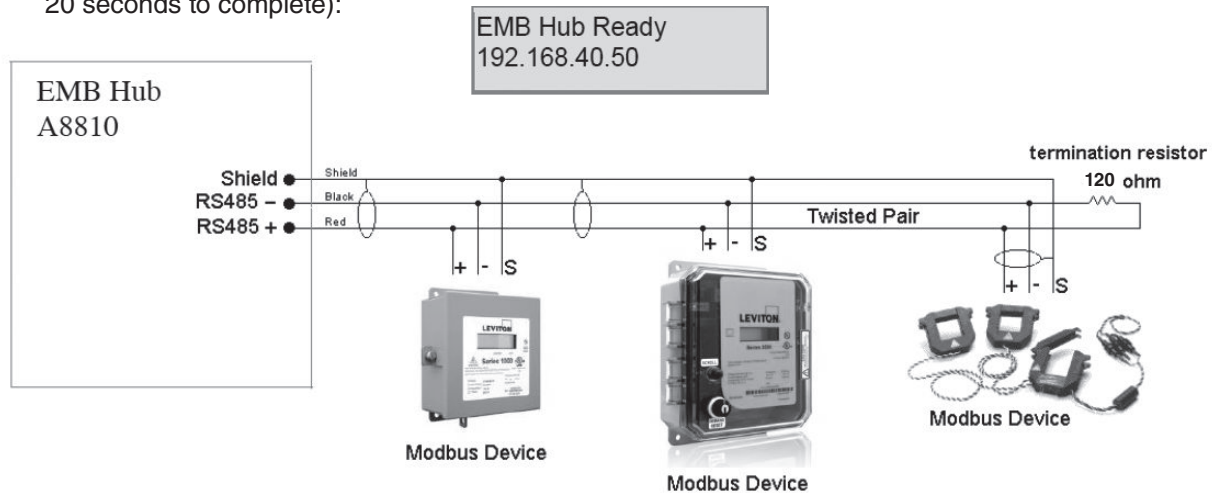 20 seconds to complete):
EMB Hub Ready
192.168.40.50
EMB Hub
A8810
termination resistor
120 ohm
Shield
Shield
RS485 –
Black
RS485 +
Red
Twisted Pair
+ - S
+ - S
+ - S
LEVITON
LEVITON
Modbus Device
Modbus Device
Modbus Device